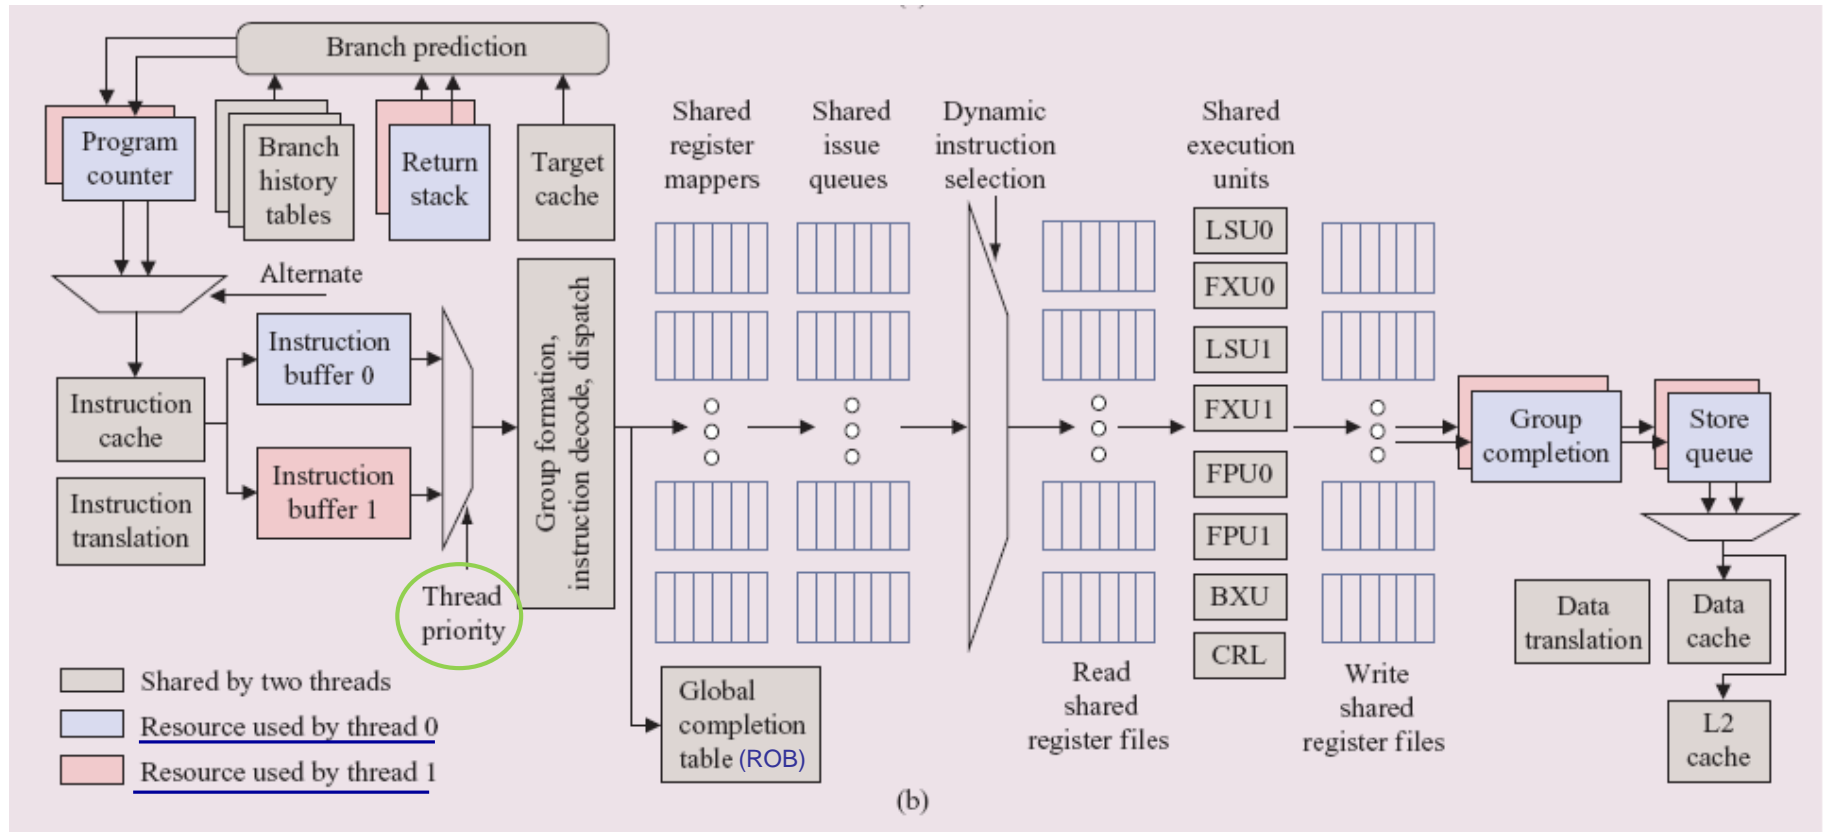 Branch prediction
Program
counter
Branch
history
tables
Return
stack
Target
cache
Shared
register
mappers
Shared
issue
queues
Dynamic
instruction
selection
Shared
execution
units
Alternate
Instruction
cache
Instruction
translation
Instruction
buffer 0
Instruction
buffer 1
Thread
priority
Group formation,
instruction decode, dispatch
LSU0
FXU0
LSU1
FXU1
FPU0
FPU1
BXU
CRL
Group
completion
Store
queue
Data
translation
Data
cache
L2
cache
Read
shared
register files
Write
shared
register files
Global
completion
table (ROB)
Shared by two threads
Resource used by thread 0
Resource used by thread 1
(b)